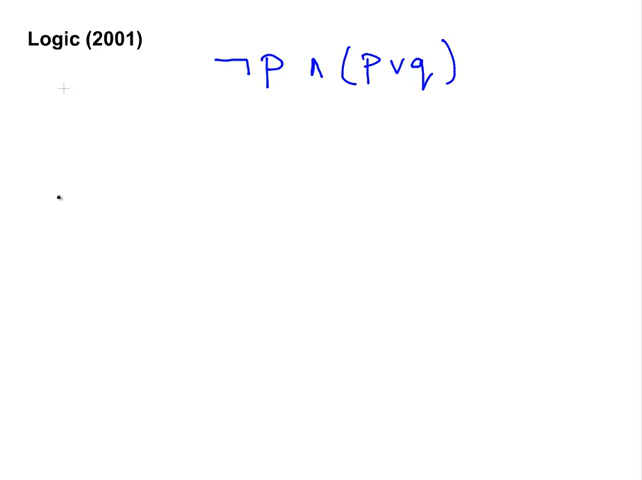 Logic (2001)
¬p ∧ (p ∨ q)